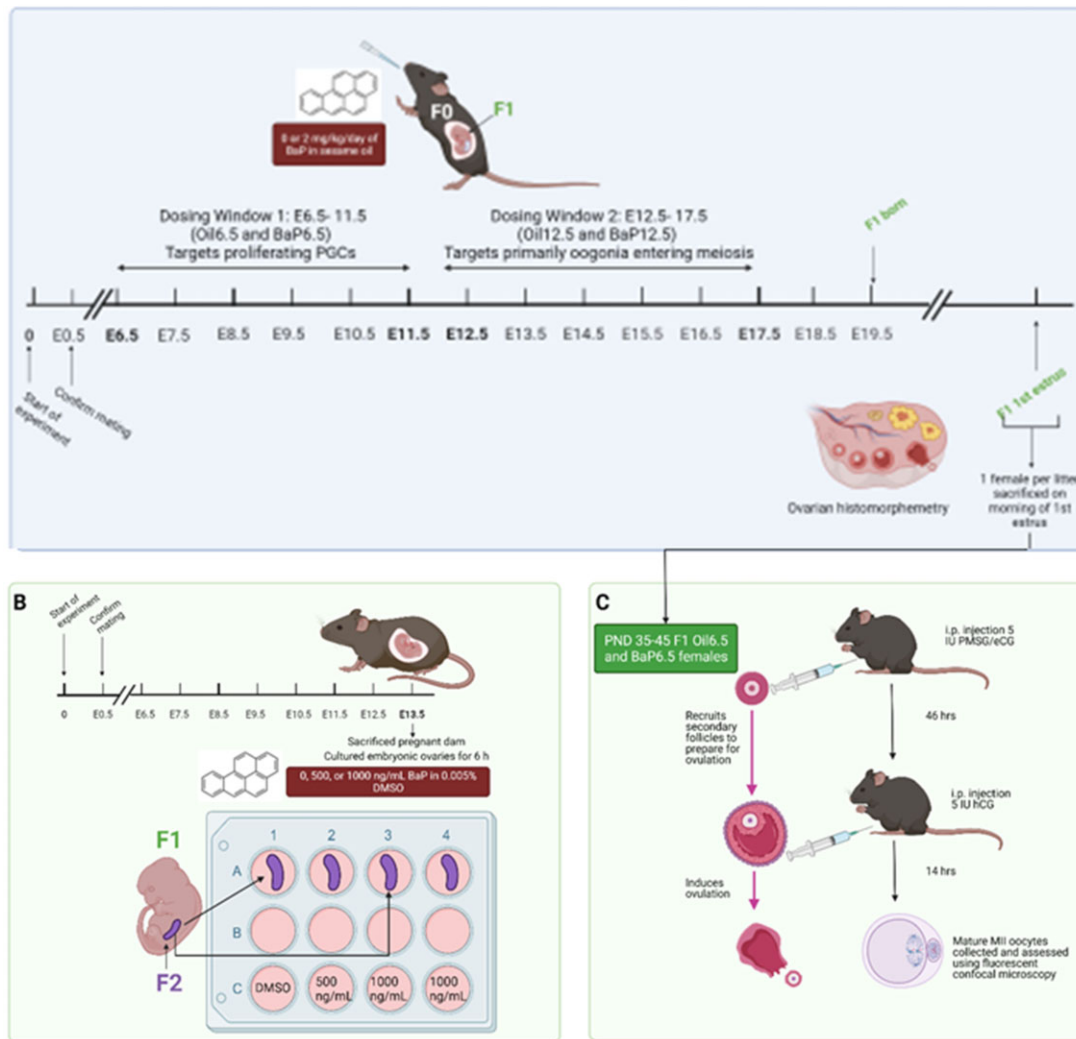 F0
F1
0 or 2 mg/kg/day of
BaP in sesame oil
Dosing Window 1: E6.5- 11.5
(Oil6.5 and BaP6.5)
Targets proliferating PGCs
Dosing Window 2: E12.5- 17.5
(Oil12.5 and BaP12.5)
Targets primarily oogonia entering meiosis
F1 born
0 E0.5 E6.5 E7.5 E8.5 E9.5 E10.5 E11.5 E12.5 E13.5 E14.5 E15.5 E16.5 E17.5 E18.5 E19.5
Start of
experiment
Confirm mating
F1 1st estrus
Ovarian histomorphemetry
1 female per litter
sacrificed on
morning of 1st
estrus
B
Start of
experiment
Confirm
mating
0 E0.5 E6.5 E7.5 E8.5 E9.5 E10.5 E11.5 E12.5 E13.5
Sacrificed pregnant dam
Cultured embryonic ovaries for 6 h
0, 500, or 1000 ng/mL BaP in 0.005%
DMSO
F1
F2
1 2 3 4
A
B
C
DMSO
500
ng/mL
1000
ng/mL
1000
ng/mL
C
PND 35-45 F1 Oil6.5
and BaP6.5 females
i.p. injection 5
IU PMSG/eCG
Recruits
secondary
follicles to
prepare for
ovulation
46 hrs
i.p. injection
5 IU hCG
Induces
ovulation
14 hrs
Mature MII oocytes
collected and assessed
using fluorescent
confocal microscopy